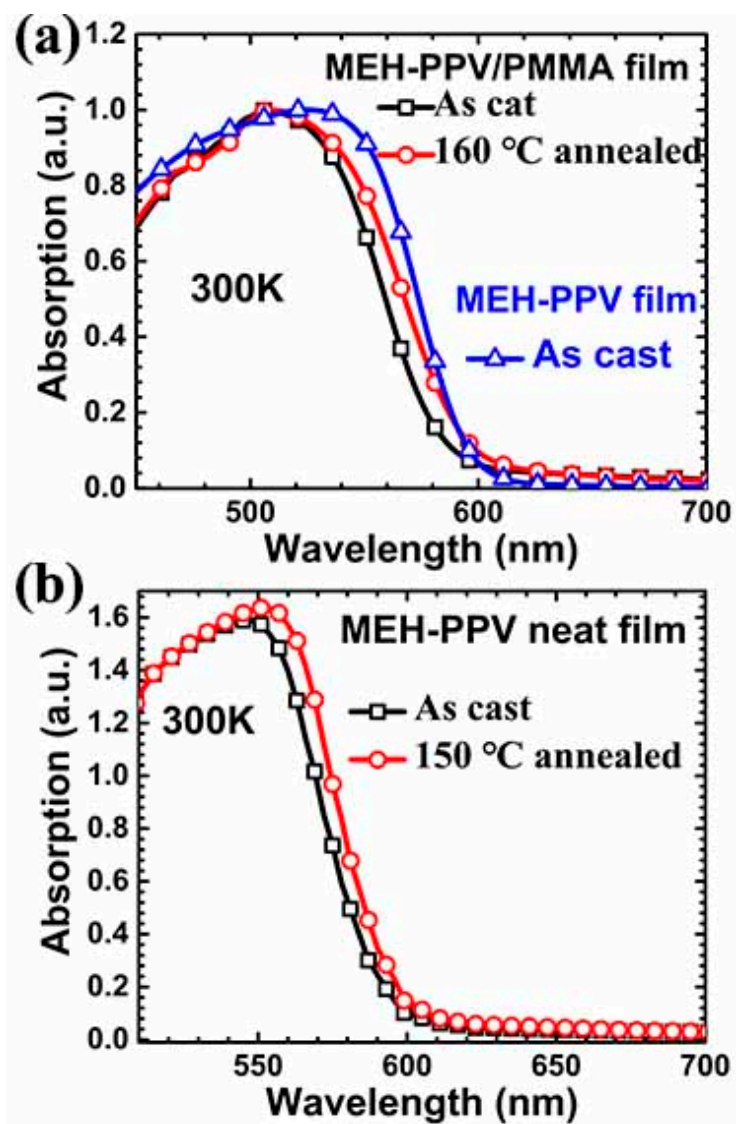 (a)
1.2
1.0
0.8
0.6
0.4
0.2
0.0
Absorption (a.u.)
MEH-PPV/PMMA film
As cat
160 °C annealed
300K
MEH-PPV film
As cast
500
600
700
Wavelength (nm)
(b)
1.6
1.4
1.2
1.0
0.8
0.6
0.4
0.2
0.0
Absorption (a.u.)
MEH-PPV neat film
300K
As cast
150 °C annealed
550
600
650
700
Wavelength (nm)